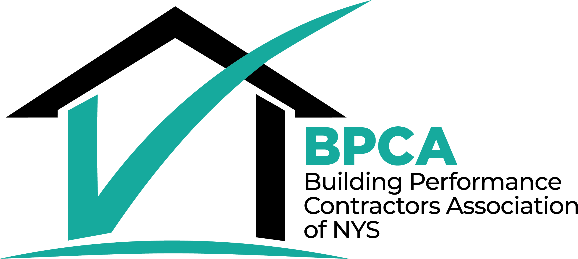 BPCA
Building Performance
Contractors Association
of NYS